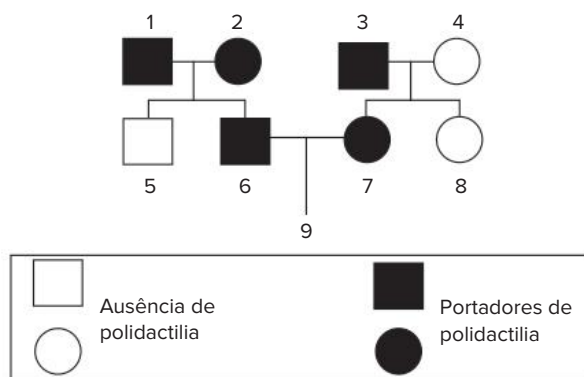 1 2 3 4
5 6 7 8
9
Ausência de
polidactilia
Portadores de
polidactilia